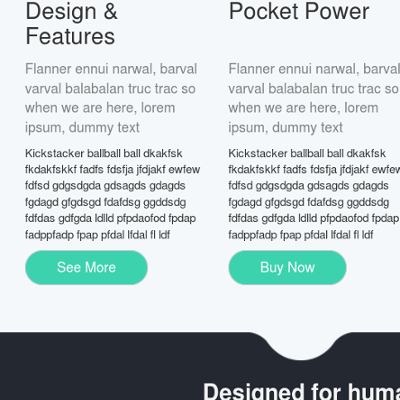 Design &
Features
Flanner ennui narwal, barval
varval balabalan truc trac so
when we are here, lorem
ipsum, dummy text
Kickstacker ballball ball dkakfsk
fkdakfskkf fadfs fdsfja jfdjakf ewfew
fdfsd gdgsdgda gdsagds gdagds
fgdagd gfgdsgd fdafdsg ggddsdg
fdfdas gdfgda ldlld pfpdaofod fpdap
fadppfadp fpap pfdal lfdal fl ldf
See More
Pocket Power
Flanner ennui narwal, barval
varval balabalan truc trac so
when we are here, lorem
ipsum, dummy text
Kickstacker ballball ball dkakfsk
fkdakfskkf fadfs fdsfja jfdjakf ewfew
fdfsd gdgsdgda gdsagds gdagds
fgdagd gfgdsgd fdafdsg ggddsdg
fdfdas gdfgda ldlld pfpdaofod fpdap
fadppfadp fpap pfdal lfdal fl ldf
Buy Now
Designed for huma